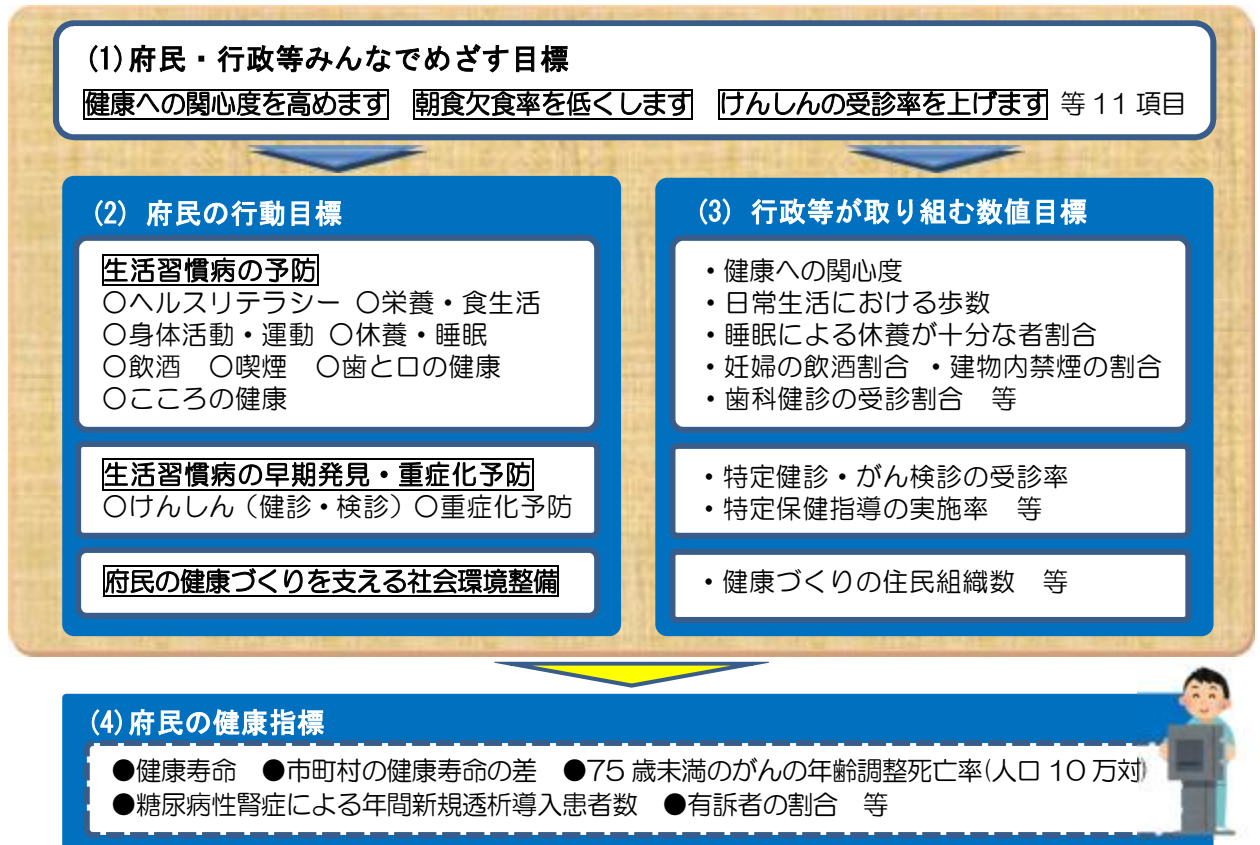 (1)府民・行政等みんなでめざす目標
健康への関心度を高めます 朝食欠食率を低くします けんしんの受診率を上げます 等11項目
(2) 府民の行動目標
生活習慣病の予防
〇ヘルスリテラシー 〇栄養・食生活
〇身体活動・運動 〇休養・睡眠
〇飲酒 〇喫煙 〇歯と口の健康
〇こころの健康
生活習慣病の早期発見・重症化予防
〇けんしん（健診・検診）〇重症化予防
府民の健康づくりを支える社会環境整備
(3) 行政等が取り組む数値目標
・健康への関心度
・日常生活における歩数
・睡眠による休養が十分な者割合
・妊婦の飲酒割合 ・建物内禁煙の割合
・歯科健診の受診割合 等
・特定健診・がん検診の受診率
・特定保健指導の実施率 等
・健康づくりの住民組織数 等
(4)府民の健康指標
●健康寿命 ●市町村の健康寿命の差 ●75歳未満のがんの年齢調整死亡率(人口10万対)
●糖尿病性腎症による年間新規透析導入患者数 ●有訴者の割合 等